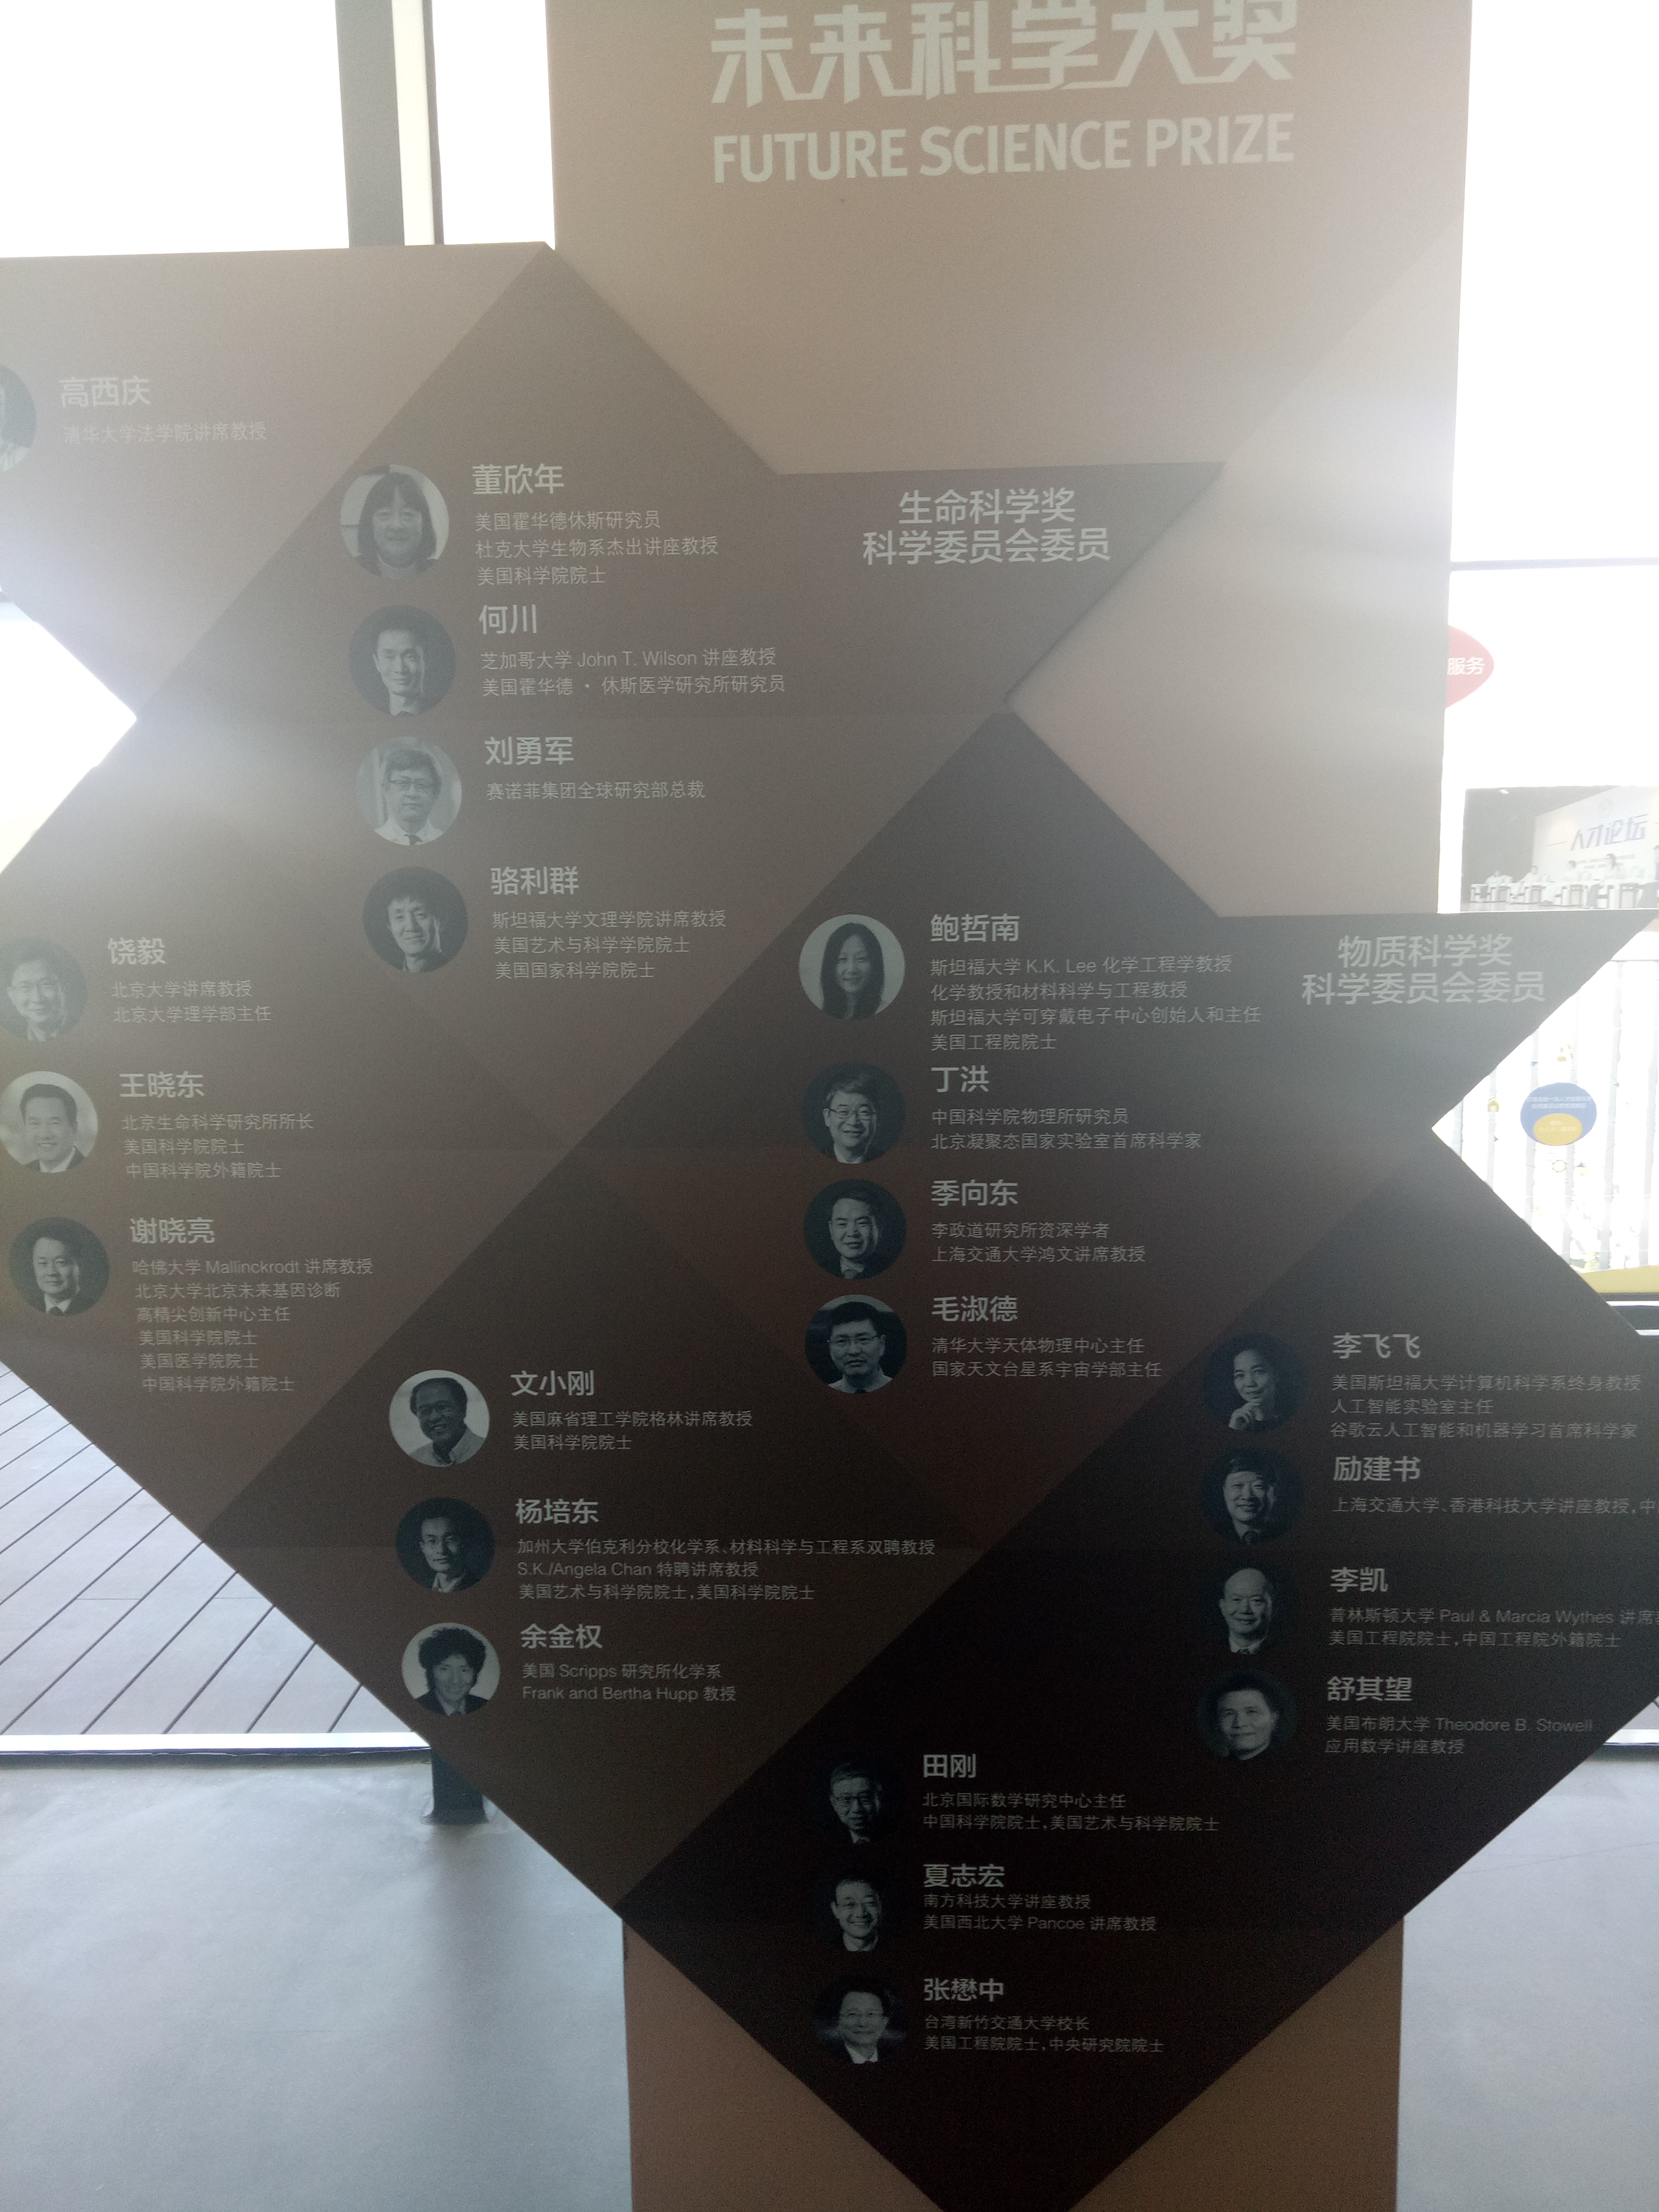 未来科学大奖
FUTURE SCIENCE PRIZE
高西庆
清华大学法学院讲席教授
生命科学奖
科学委员会委员
董欣年
美国霍华德休斯研究员
杜克大学生物系杰出讲座教授
美国科学院院士
何川
芝加哥大学 John T. Wilson 讲座教授
美国霍华德 · 休斯医学研究所研究员
刘勇军
赛诺菲集团全球研究部总裁
骆利群
斯坦福大学文理学院讲席教授
美国艺术与科学学院院士
美国国家科学院院士
饶毅
北京大学讲席教授
北京大学理学部主任
王晓东
北京生命科学研究所所长
美国科学院院士
中国科学院外籍院士
谢晓亮
哈佛大学 Mallinckrodt 讲席教授
北京大学北京未来基因诊断
高精尖创新中心主任
美国科学院院士
美国医学院院士
中国科学院外籍院士
物质科学奖
科学委员会委员
鲍哲南
斯坦福大学 K.K. Lee 化学工程学教授
化学教授和材料科学与工程教授
斯坦福大学可穿戴电子中心创始人和主任
美国工程院院士
丁洪
中国科学院物理所研究员
北京凝聚态国家实验室首席科学家
季向东
李政道研究所资深学者
上海交通大学鸿文讲席教授
毛淑德
清华大学天体物理中心主任
国家天文台星系宇宙学部主任
文小刚
美国麻省理工学院格林讲席教授
美国科学院院士
杨培东
加州大学伯克利分校化学系、材料科学与工程系双聘教授
S.K./Angela Chan 特聘讲席教授
美国艺术与科学院院士,美国科学院院士
余金权
美国 Scripps 研究所化学系
Frank and Bertha Hupp 教授
李飞飞
美国斯坦福大学计算机科学系终身教授
人工智能实验室主任
谷歌云人工智能和机器学习首席科学家
励建书
上海交通大学、香港科技大学讲座教授,中
李凯
普林斯顿大学 Paul & Marcia Wythes 讲席
美国工程院院士,中国工程院外籍院士
舒其望
美国布朗大学 Theodore B. Stowell
应用数学讲座教授
田刚
北京国际数学研究中心主任
中国科学院院士,美国艺术与科学院院士
夏志宏
南方科技大学讲座教授
美国西北大学 Pancoe 讲席教授
张懋中
台湾新竹交通大学校长
美国工程院院士,中央研究院院士
服务
人才论坛